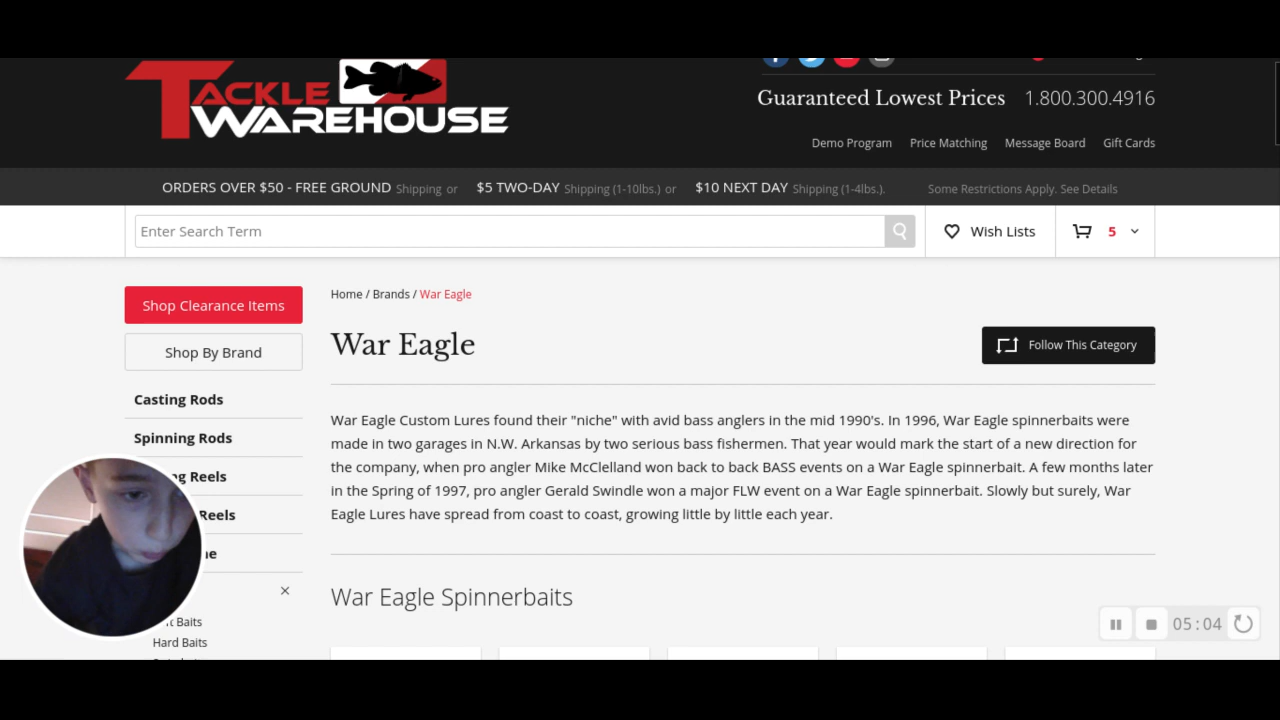 TACKLE
WAREHOUSE
Guaranteed Lowest Prices 1.800.300.4916
Demo Program Price Matching Message Board Gift Cards
ORDERS OVER $50 - FREE GROUND Shipping or $5 TWO-DAY Shipping (1-10lbs.) or $10 NEXT DAY Shipping (1-4lbs.). Some Restrictions Apply. See Details
Enter Search Term Wish Lists 5
Shop Clearance Items
Shop By Brand
Casting Rods
Spinning Rods
Reels
Reels
Home / Brands / War Eagle
War Eagle
Follow This Category
War Eagle Custom Lures found their "niche" with avid bass anglers in the mid 1990's. In 1996, War Eagle spinnerbaits were
made in two garages in N.W. Arkansas by two serious bass fishermen. That year would mark the start of a new direction for
the company, when pro angler Mike McClelland won back to back BASS events on a War Eagle spinnerbait. A few months later
in the Spring of 1997, pro angler Gerald Swindle won a major FLW event on a War Eagle spinnerbait. Slowly but surely, War
Eagle Lures have spread from coast to coast, growing little by little each year.
War Eagle Spinnerbaits
Baits
Hard Baits
05:04